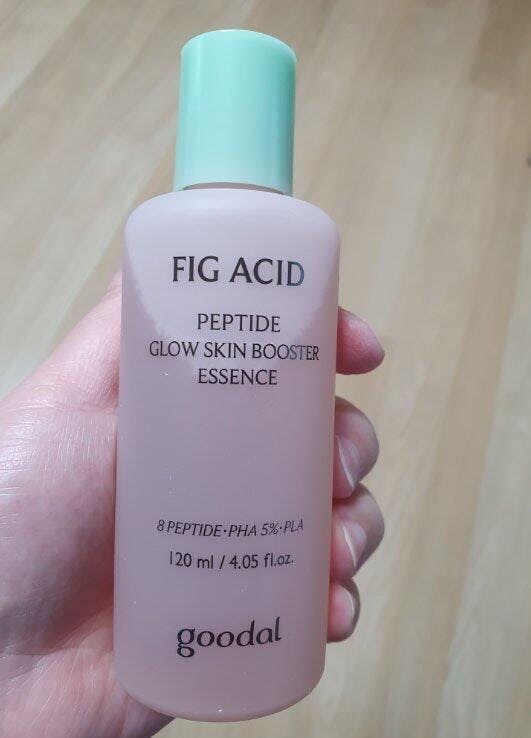 FIG ACID
PEPTIDE
GLOW SKIN BOOSTER
ESSENCE
8 PEPTIDE·PHA 5%·PLA
120 ml / 4.05 fl.oz.
goodal